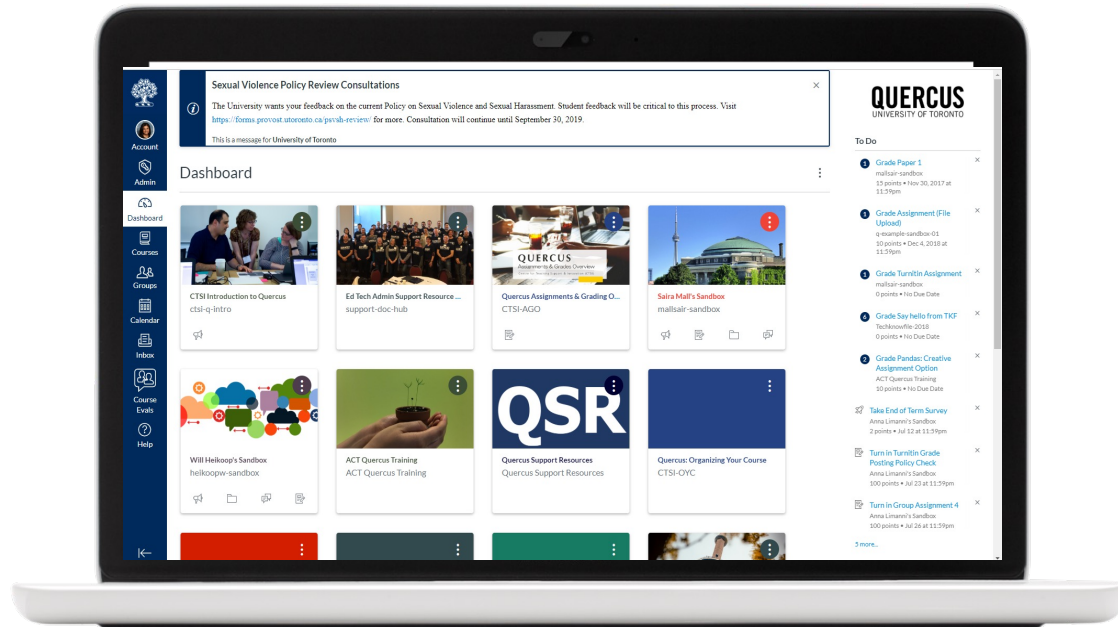 Sexual Violence Policy Review Consultations
The University wants your feedback on the current Policy on Sexual Violence and Sexual Harassment. Student feedback will be critical to this process. Visit
https://forms.provost.utoronto.ca/psvsh-review/ for more. Consultation will continue until September 30, 2019.
This is a message for University of Toronto
Account
Admin
Dashboard
Courses
Groups
Calendar
Inbox
Course
Evals
Help
Dashboard
CTSI Introduction to Quercus
ctsi-q-intro
Ed Tech Admin Support Resource ...
support-doc-hub
QUERCUS
Assignments & Grades Overview
Quercus Assignments & Grading O...
CTSI-AGO
Saira Mall's Sandbox
mallsair-sandbox
Will Heikoop's Sandbox
heikoopw-sandbox
ACT Quercus Training
ACT Quercus Training
QSR
Quercus Support Resources
Quercus Support Resources
Quercus: Organizing Your Course
CTSI-OYC
QUERCUS
UNIVERSITY OF TORONTO
To Do
1 Grade Paper 1
mallsair-sandbox
15 points • Nov 30, 2017 at
11:59pm
1 Grade Assignment (File
Upload)
q-example-sandbox-01
10 points • Dec 4, 2018 at
11:59pm
1 Grade Turnitin Assignment
mallsair-sandbox
0 points • No Due Date
6 Grade Say hello from TKF
Techknowfile-2018
0 points • No Due Date
2 Grade Pandas: Creative
Assignment Option
ACT Quercus Training
10 points • No Due Date
Take End of Term Survey
Anna Limanni's Sandbox
2 points • Jul 12 at 11:59pm
Turn in Turnitin Grade
Posting Policy Check
Anna Limanni's Sandbox
100 points • Jul 23 at 11:59pm
Turn in Group Assignment 4
Anna Limanni's Sandbox
100 points • Jul 26 at 11:59pm
5 more...